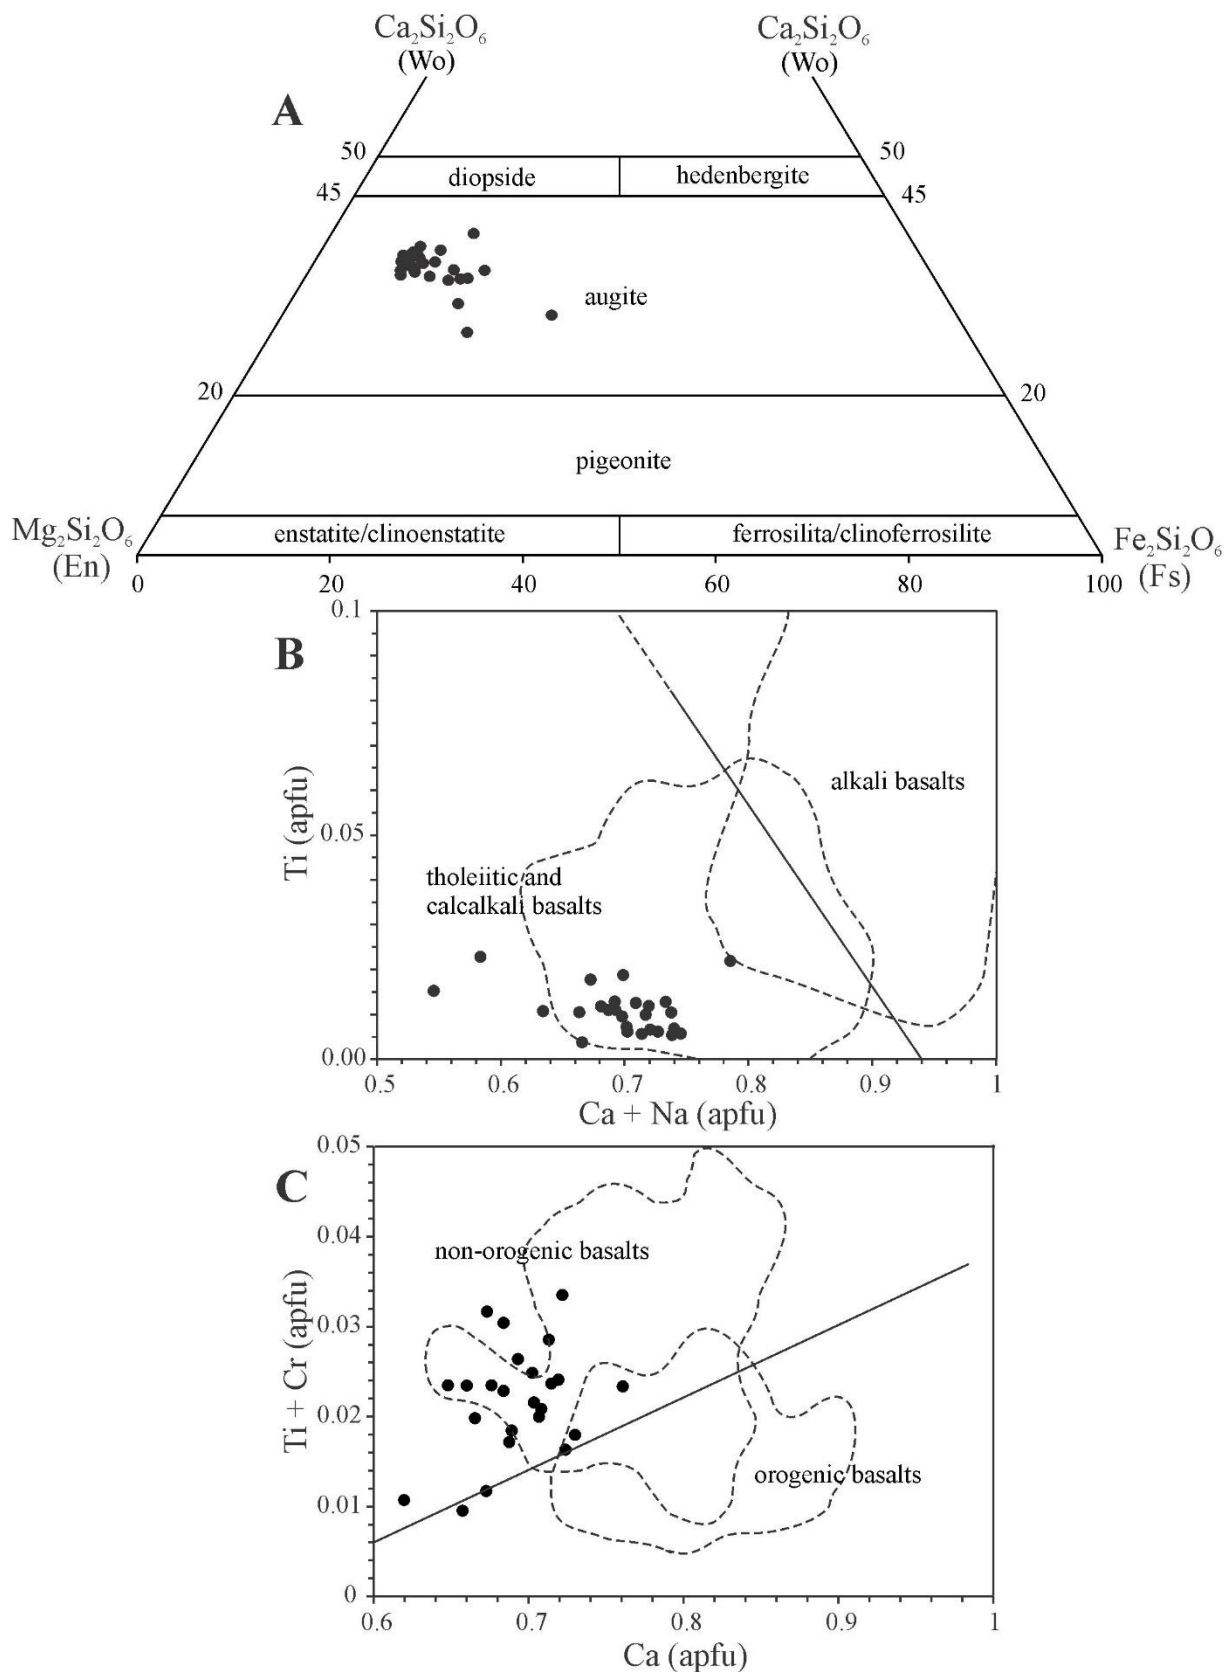 Ca₂Si₂O₆
(Wo)
Ca₂Si₂O₆
(Wo)
A
50
50
diopside
hedenbergite
45
45
augite
20
20
pigeonite
Mg₂Si₂O₆
(En)
enstatite/clinoenstatite
ferrosilita/clinoferrosilite
Fe₂Si₂O₆
(Fs)
0
20
40
60
80
100
B
0.1
0.05
0.00
Ti (apfu)
alkali basalts
tholeiitic and
calcalkali basalts
0.5
0.6
0.7
0.8
0.9
1
Ca + Na (apfu)
C
0.05
0.04
0.03
0.02
0.01
0
Ti + Cr (apfu)
non-orogenic basalts
orogenic basalts
0.6
0.7
0.8
0.9
1
Ca (apfu)